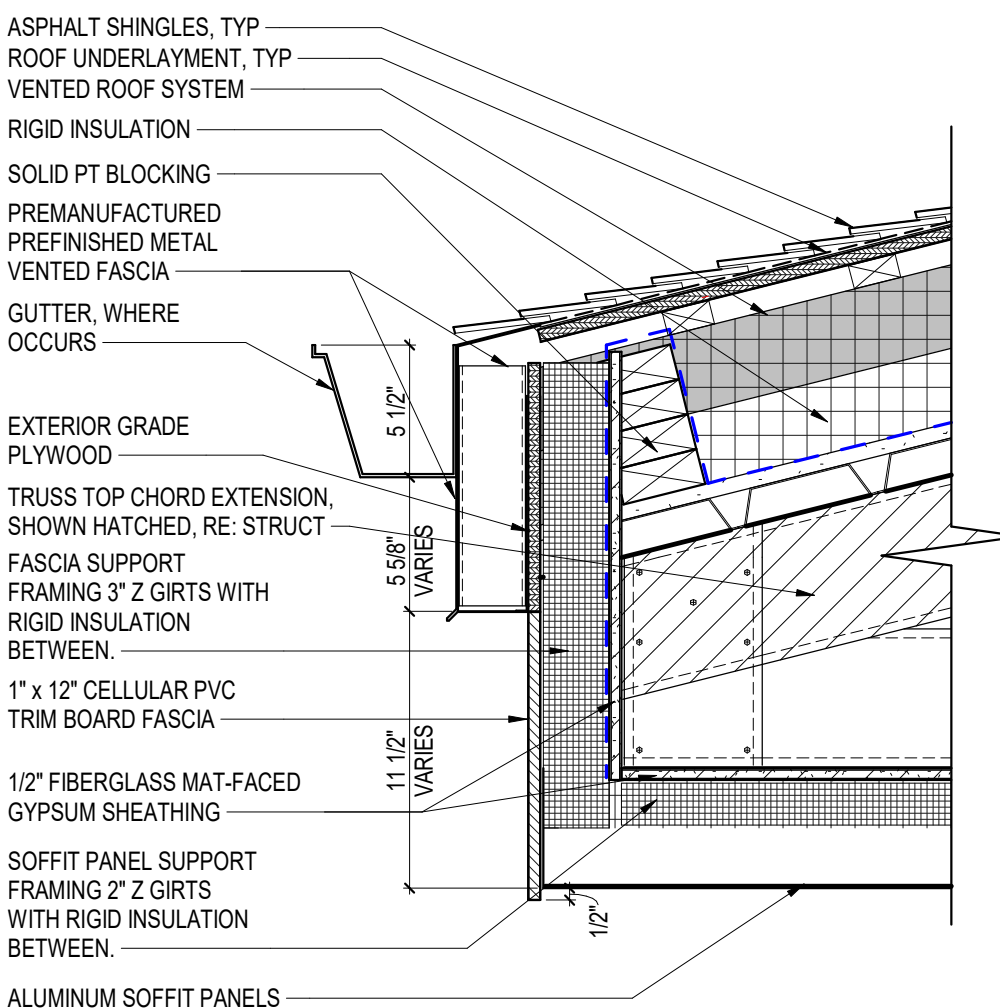 ASPHALT SHINGLES, TYP
ROOF UNDERLAYMENT, TYP
VENTED ROOF SYSTEM
RIGID INSULATION
SOLID PT BLOCKING
PREMANUFACTURED
PREFINISHED METAL
VENTED FASCIA
GUTTER, WHERE
OCCURS
EXTERIOR GRADE
PLYWOOD
TRUSS TOP CHORD EXTENSION,
SHOWN HATCHED, RE: STRUCT
FASCIA SUPPORT
FRAMING 3" Z GIRTS WITH
RIGID INSULATION
BETWEEN.
1" x 12" CELLULAR PVC
TRIM BOARD FASCIA
1/2" FIBERGLASS MAT-FACED
GYPSUM SHEATHING
SOFFIT PANEL SUPPORT
FRAMING 2" Z GIRTS
WITH RIGID INSULATION
BETWEEN.
ALUMINUM SOFFIT PANELS
5 1/2"
5 5/8"
VARIES
11 1/2"
VARIES
1/2"